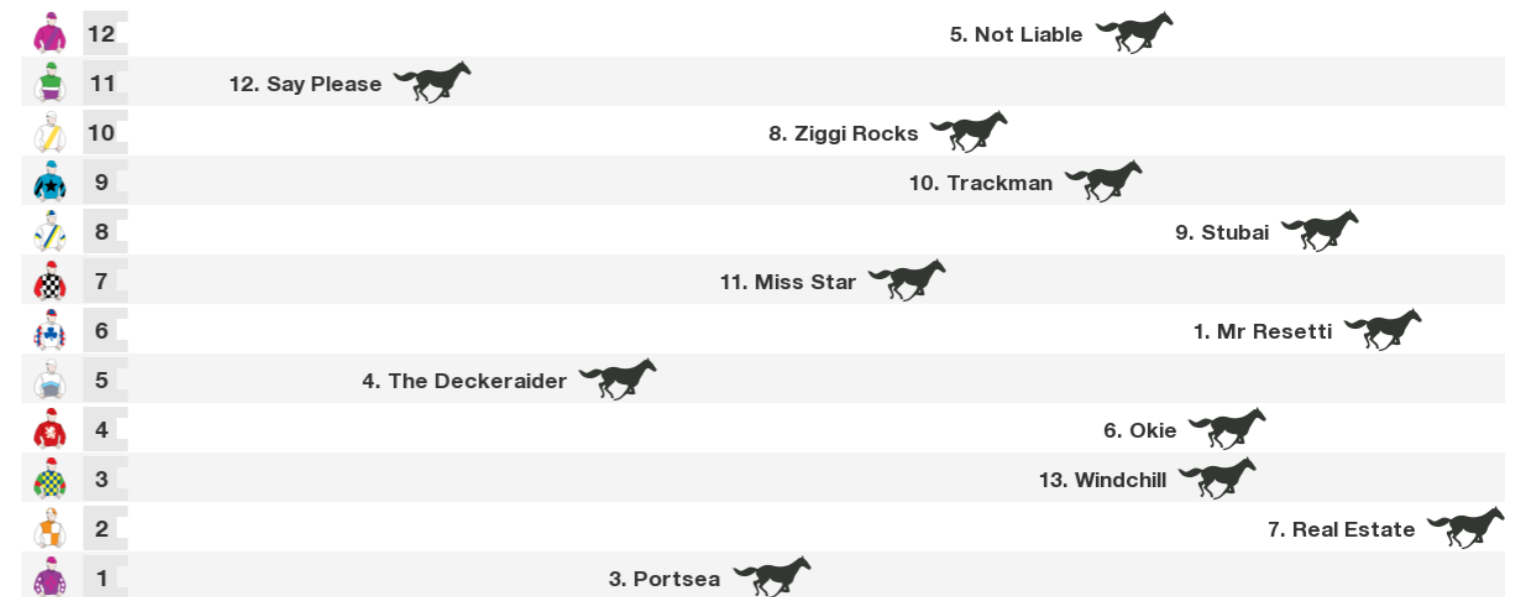 12 5. Not Liable
11 12. Say Please
10 8. Ziggi Rocks
9 10. Trackman
8 9. Stubai
7 11. Miss Star
6 1. Mr Resetti
5 4. The Deckeraider
4 6. Okie
3 13. Windchill
2 7. Real Estate
1 3. Portsea